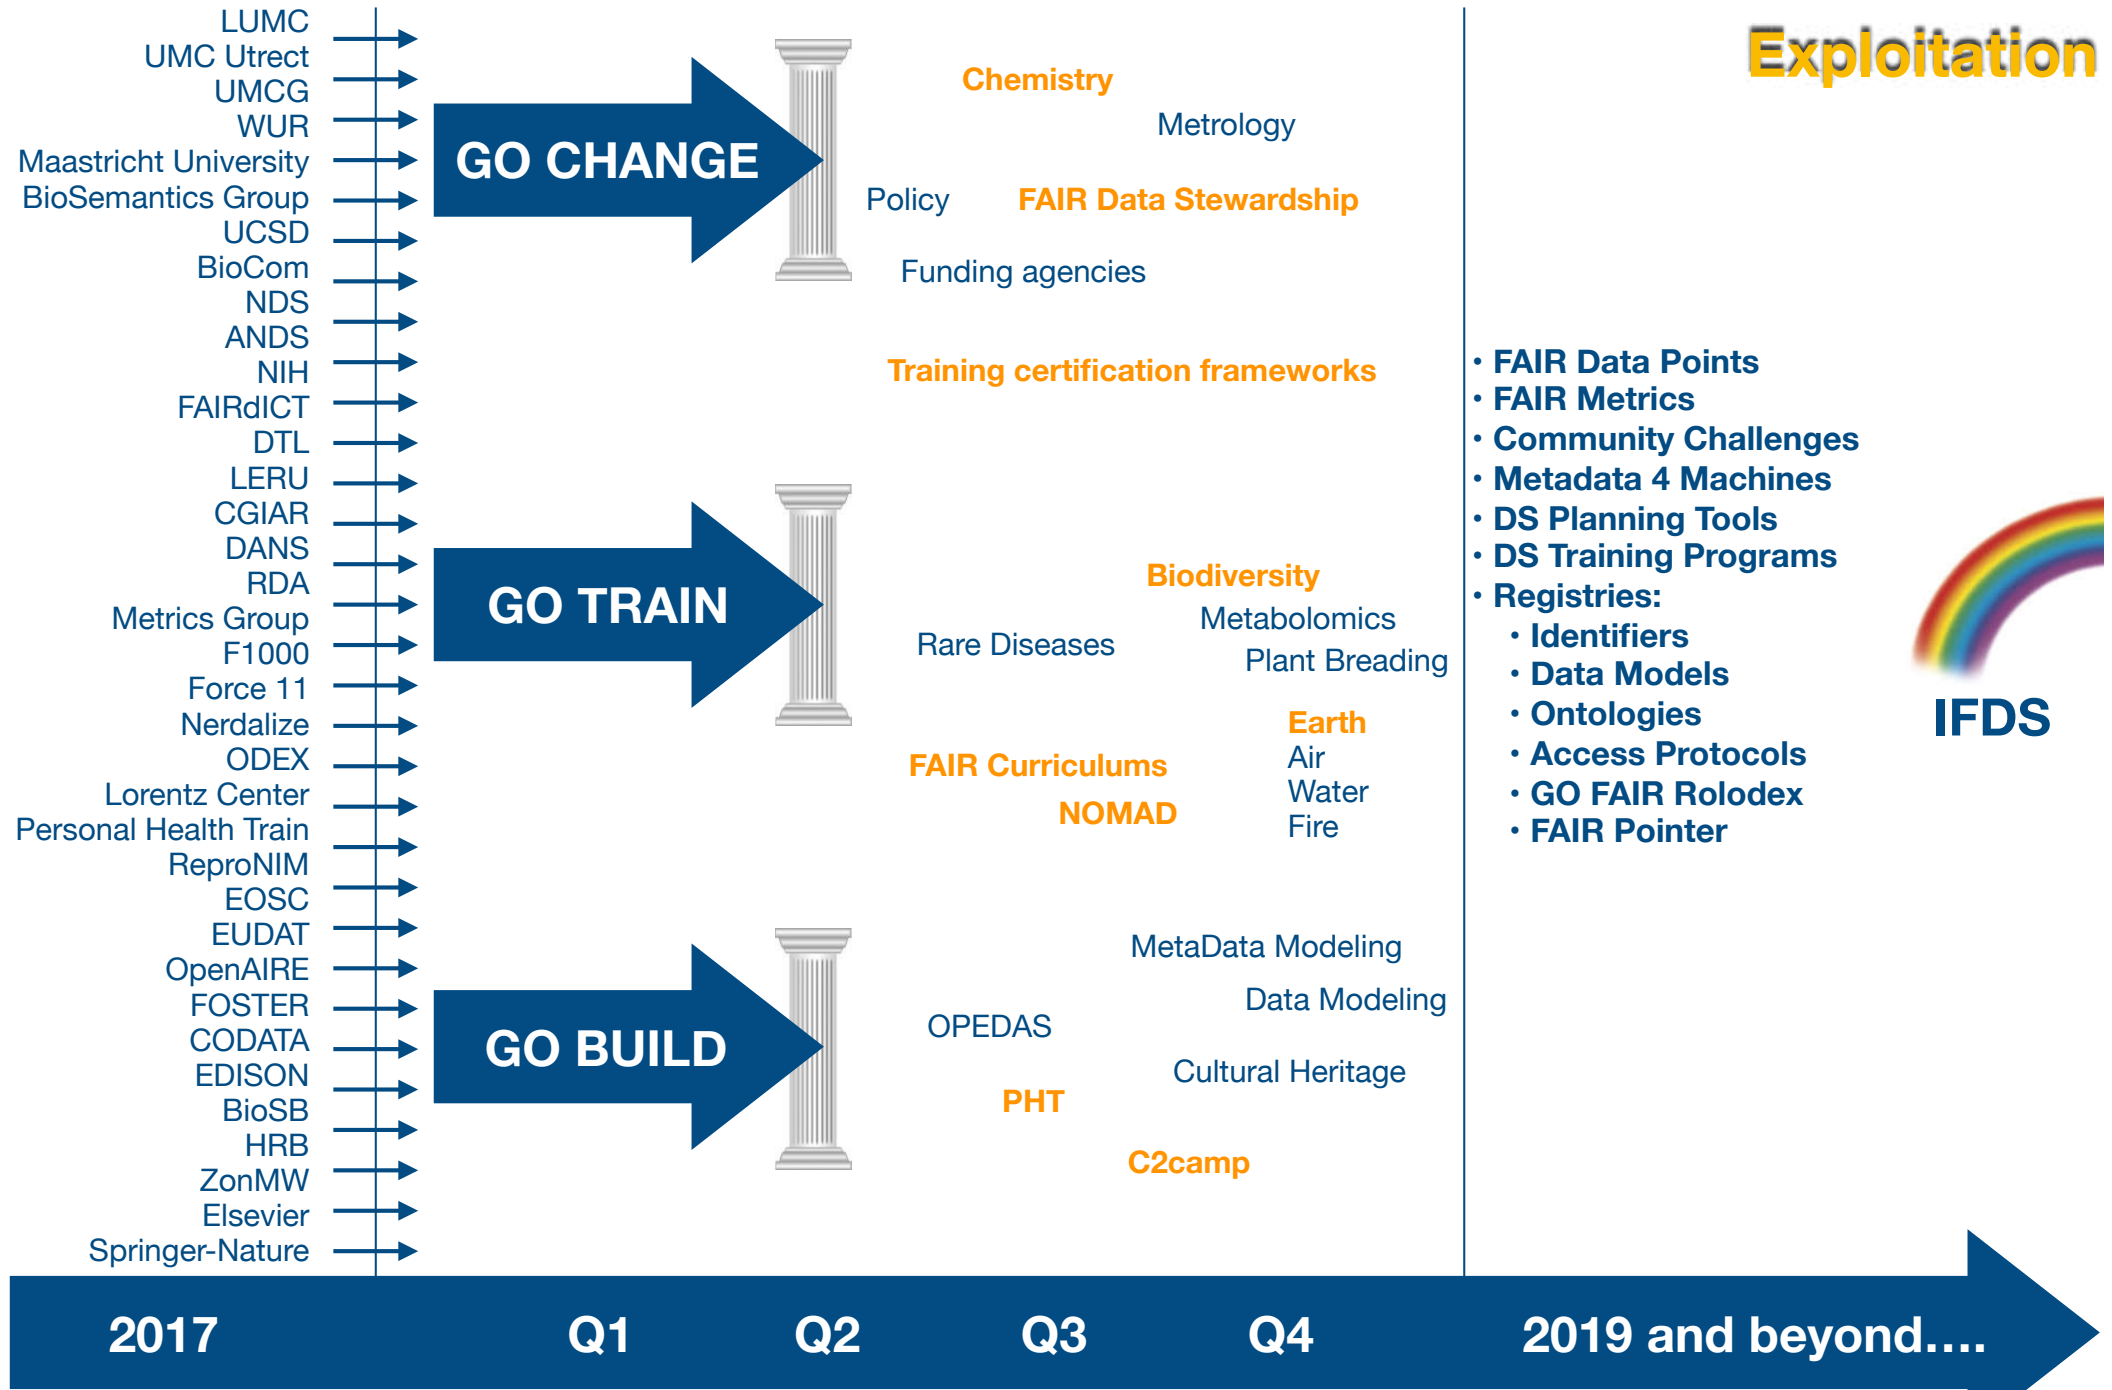 LUMC
UMC Utrect
UMCG
WUR
Maastricht University
BioSemantics Group
UCSD
BioCom
NDS
ANDS
NIH
FAIRdICT
DTL
LERU
CGIAR
DANS
RDA
Metrics Group
F1000
Force 11
Nerdalize
ODEX
Lorentz Center
Personal Health Train
ReproNIM
EOSC
EUDAT
OpenAIRE
FOSTER
CODATA
EDISON
BioSB
HRB
ZonMW
Elsevier
Springer-Nature
GO CHANGE
GO TRAIN
GO BUILD
Chemistry
Metrology
Policy
FAIR Data Stewardship
Funding agencies
Training certification frameworks
Biodiversity
Metabolomics
Rare Diseases
Plant Breading
Earth
Air
Water
Fire
FAIR Curriculums
NOMAD
MetaData Modeling
Data Modeling
OPEDAS
Cultural Heritage
PHT
C2camp
Exploitation
• FAIR Data Points
• FAIR Metrics
• Community Challenges
• Metadata 4 Machines
• DS Planning Tools
• DS Training Programs
• Registries:
• Identifiers
• Data Models
• Ontologies
• Access Protocols
• GO FAIR Rolodex
• FAIR Pointer
IFDS
2017
Q1
Q2
Q3
Q4
2019 and beyond....